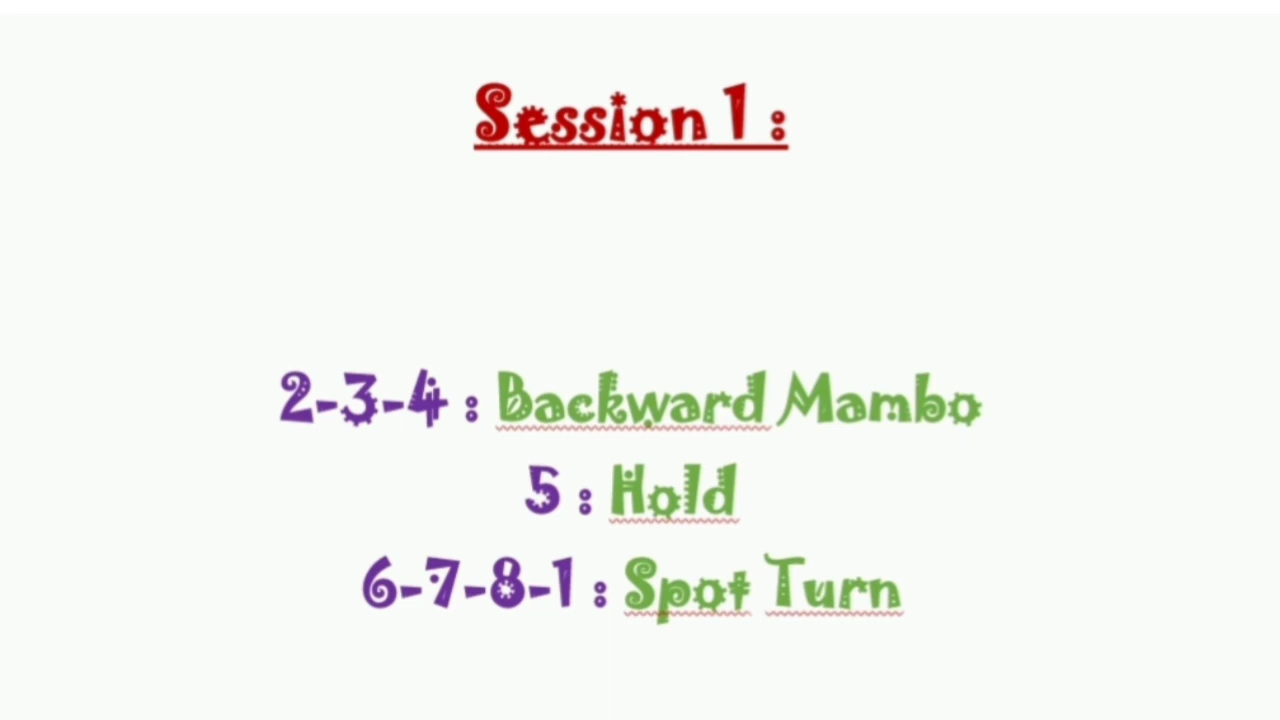 Session 1 :
2-3-4 : Backward Mambo
5 : Hold
6-7-8-1 : Spot Turn